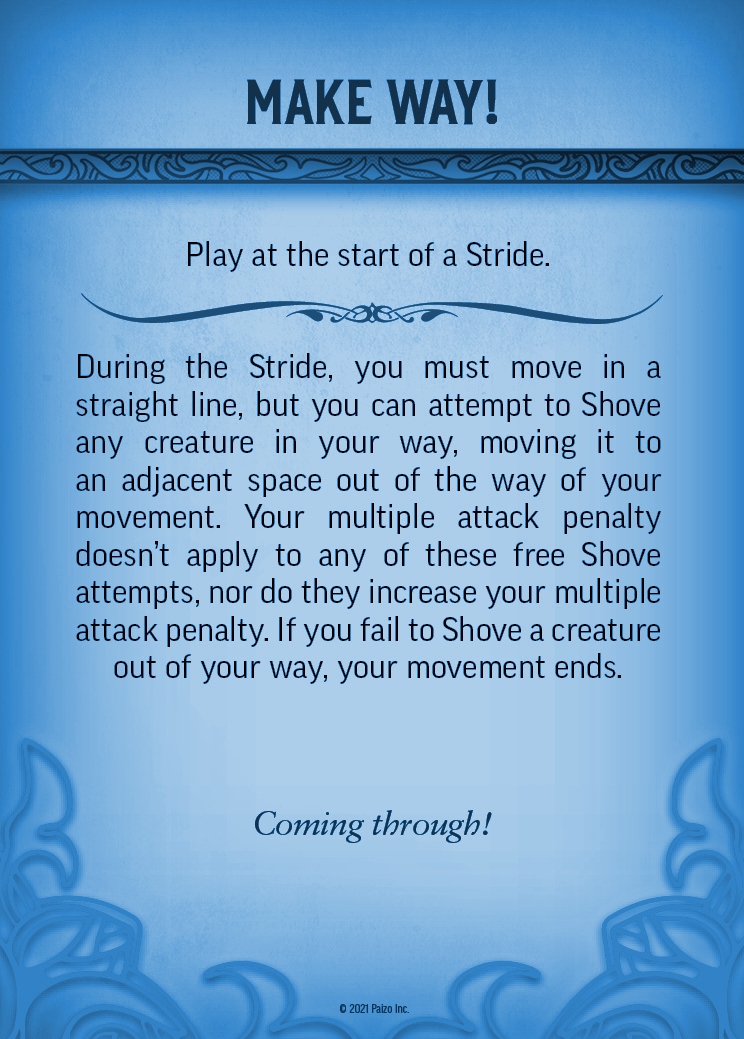 MAKE WAY!
Play at the start of a Stride.
During the Stride, you must move in a
straight line, but you can attempt to Shove
any creature in your way, moving it to
an adjacent space out of the way of your
movement. Your multiple attack penalty
doesn’t apply to any of these free Shove
attempts, nor do they increase your multiple
attack penalty. If you fail to Shove a creature
out of your way, your movement ends.
Coming through!
© 2021 Paizo Inc.